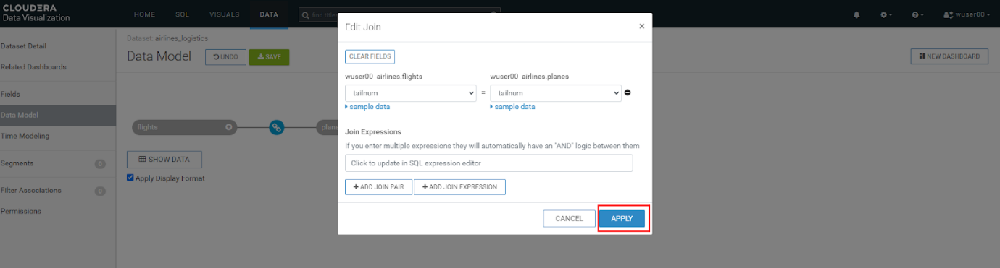 CLOUDERA
Data Visualization
HOME
SQL
VISUALS
DATA
find titles
wuser00
Dataset Detail
Related Dashboards
Fields
Data Model
Time Modeling
Segments
0
Filter Associations
0
Permissions
Dataset: airlines_logistics
Data Model
UNDO
SAVE
NEW DASHBOARD
flights
plane
SHOW DATA
Apply Display Format
Edit Join
×
CLEAR FIELDS
wuser00_airlines.flights
wuser00_airlines.planes
tailnum
=
tailnum
sample data
sample data
Join Expressions
If you enter multiple expressions they will automatically have an "AND" logic between them
Click to update in SQL expression editor
ADD JOIN PAIR
ADD JOIN EXPRESSION
CANCEL
APPLY